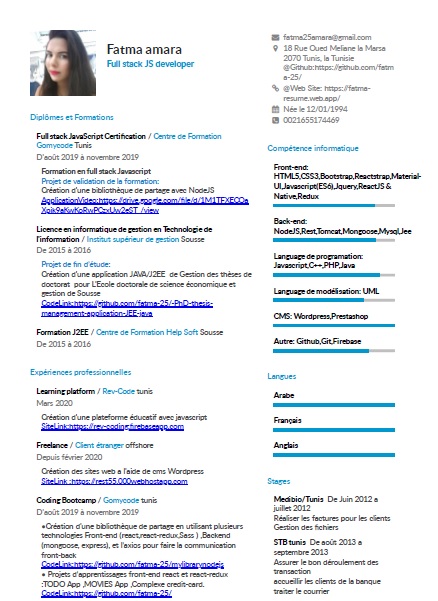 Fatma amara
Full stack JS developer
fatma25amara@gmail.com
18 Rue Oued Meliane la Marsa
2070 Tunis, la Tunisie
@Github:https://github.com/fatm
a-25/
@Web Site: https://fatma-
resume.web.app/
Née le 12/01/1994
0021655174469
Diplômes et Formations
Full stack JavaScript Certification / Centre de Formation
Gomycode Tunis
D'août 2019 à novembre 2019
Formation en full stack Javascript
Projet de validation de la formation:
Création d'une bibliothèque de partage avec NodeJS
Licence en informatique de gestion en Technologie de
l'information / Institut supérieur de gestion Sousse
De 2015 à 2016
Projet de fin d'étude:
Création d'une application JAVA/J2EE de Gestion des thèses de
doctorat pour L'Ecole doctorale de science économique et
gestion de Sousse
CodeLink:https://github.com/fatma-25/-PhD-thesis-
management-application-JEE-java
Formation J2EE / Centre de Formation Help Soft Sousse
De 2015 à 2016
Expériences professionnelles
Learning platform / Rev-Code tunis
Mars 2020
Création d'une plateforme éducatif avec javascript
SiteLink:https://rev-coding.firebaseapp.com
Freelance / Client étranger offshore
Depuis février 2020
Création des sites web a l'aide de cms Wordpress
SiteLink :https://rest55.000webhostapp.com
Coding Bootcamp / Gomycode tunis
D'août 2019 à novembre 2019
•Création d'une bibliothèque de partage en utilisant plusieurs
technologies Front-end (react,react-redux,Sass ) ,Backend
(mongoose, express), et l'axios pour faire la communication
front-back
CodeLink:https://github.com/fatma-25/mylibrarynodejs
• Projets d'apprentissages front-end react et react-redux
:TODO App ,MOVIES App ,Complexe credit-card.
CodeLink:https://github.com/fatma-25/
Compétence informatique
Front-end:
HTML5,CSS3,Bootstrap,Reactstrap,Material-
UI,Javascript(ES6),Jquery,ReactJS &
Native,Redux
Back-end:
NodeJS,Rest,Tomcat,Mongoose,MysqlJee
Language de programation:
Javascript,C++,PHP,Java
Language de modélisation: UML
CMS: Wordpress,Prestashop
Autre: Github,Git,Firebase
Langues
Arabe
Français
Anglais
Stages
Medibio/Tunis De Juin 2012 a
juillet 2012
Réaliser les factures pour les clients
Gestion des fichiers
STB tunis De août 2013 a
septembre 2013
Assurer le bon déroulement des
transaction
accueillir les clients de la banque
traiter le courrier